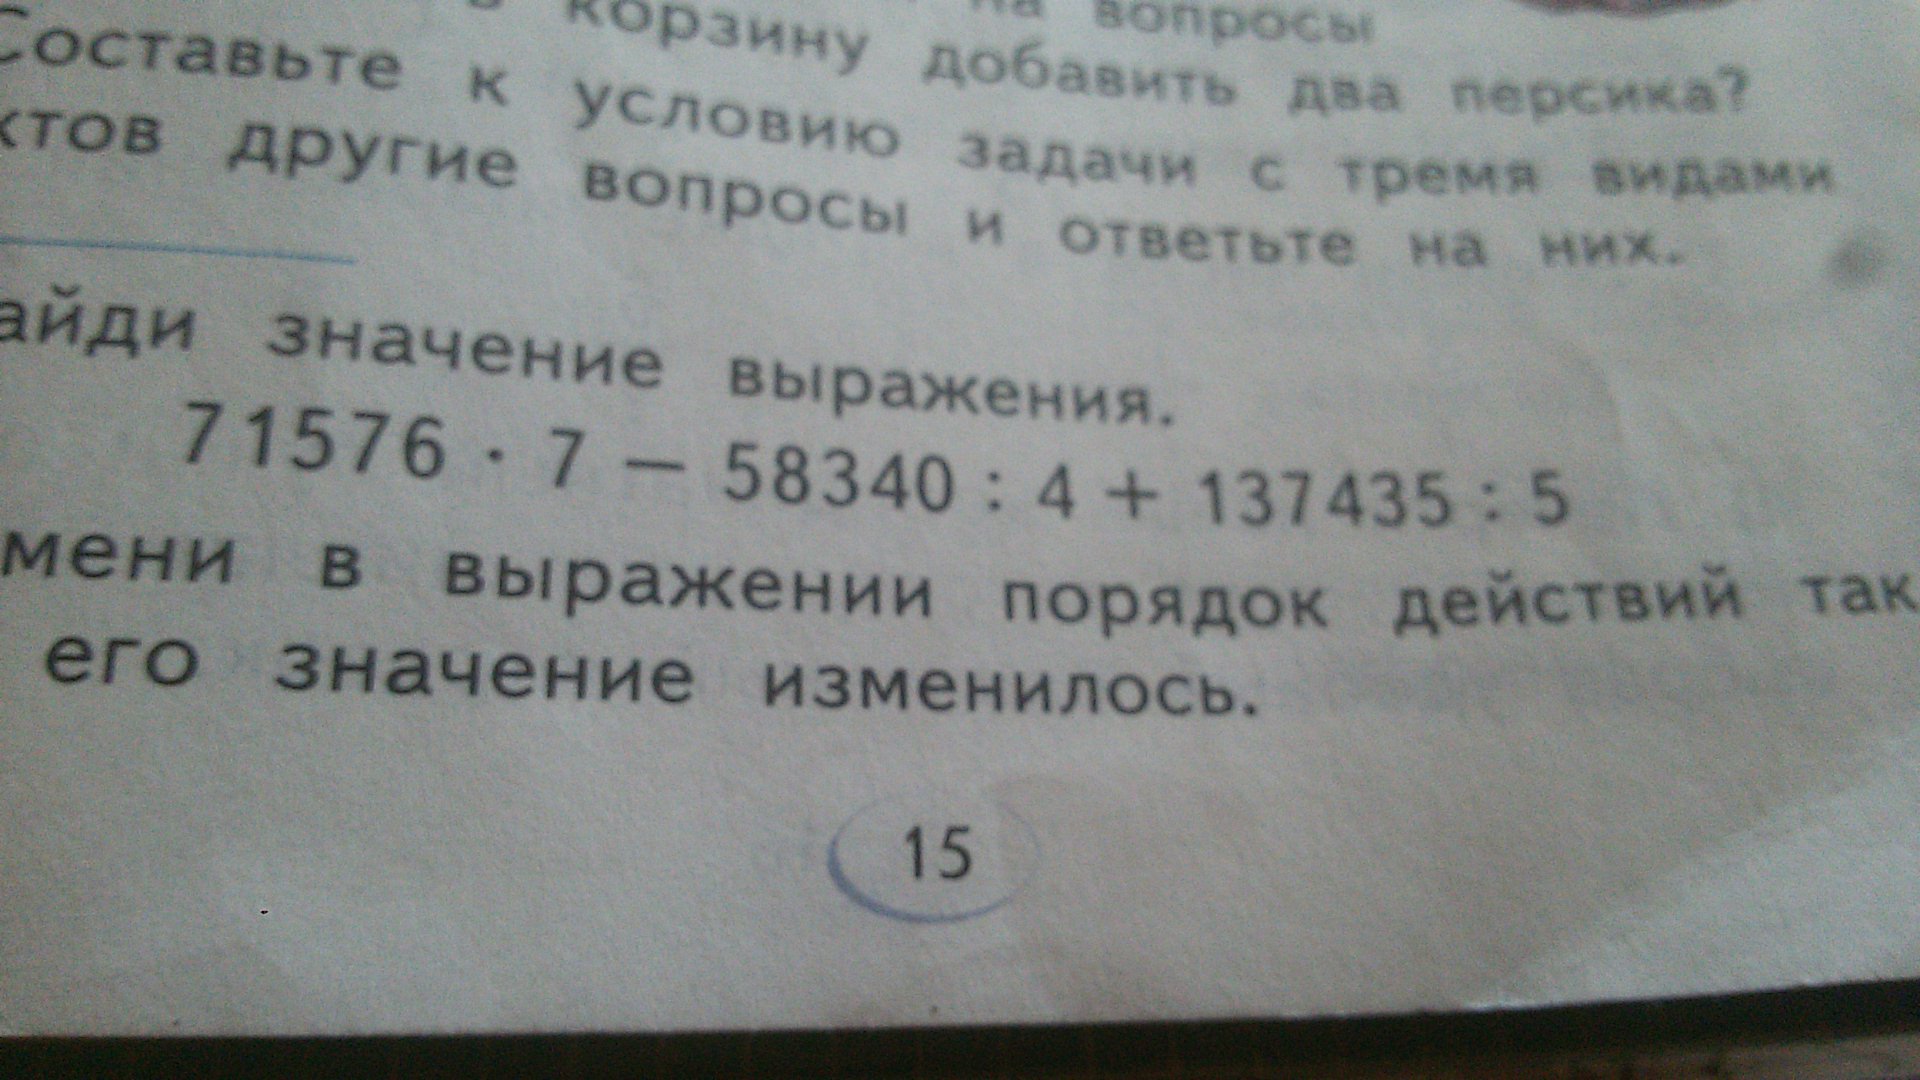 на вопросы
корзину добавить два персика?
Составьте к условию задачи с тремя видами
ктов другие вопросы и ответьте на них.
айди значение выражения.
71576 · 7 — 58340 : 4 + 137435 : 5
мени в выражении порядок действий так
его значение изменилось.
15